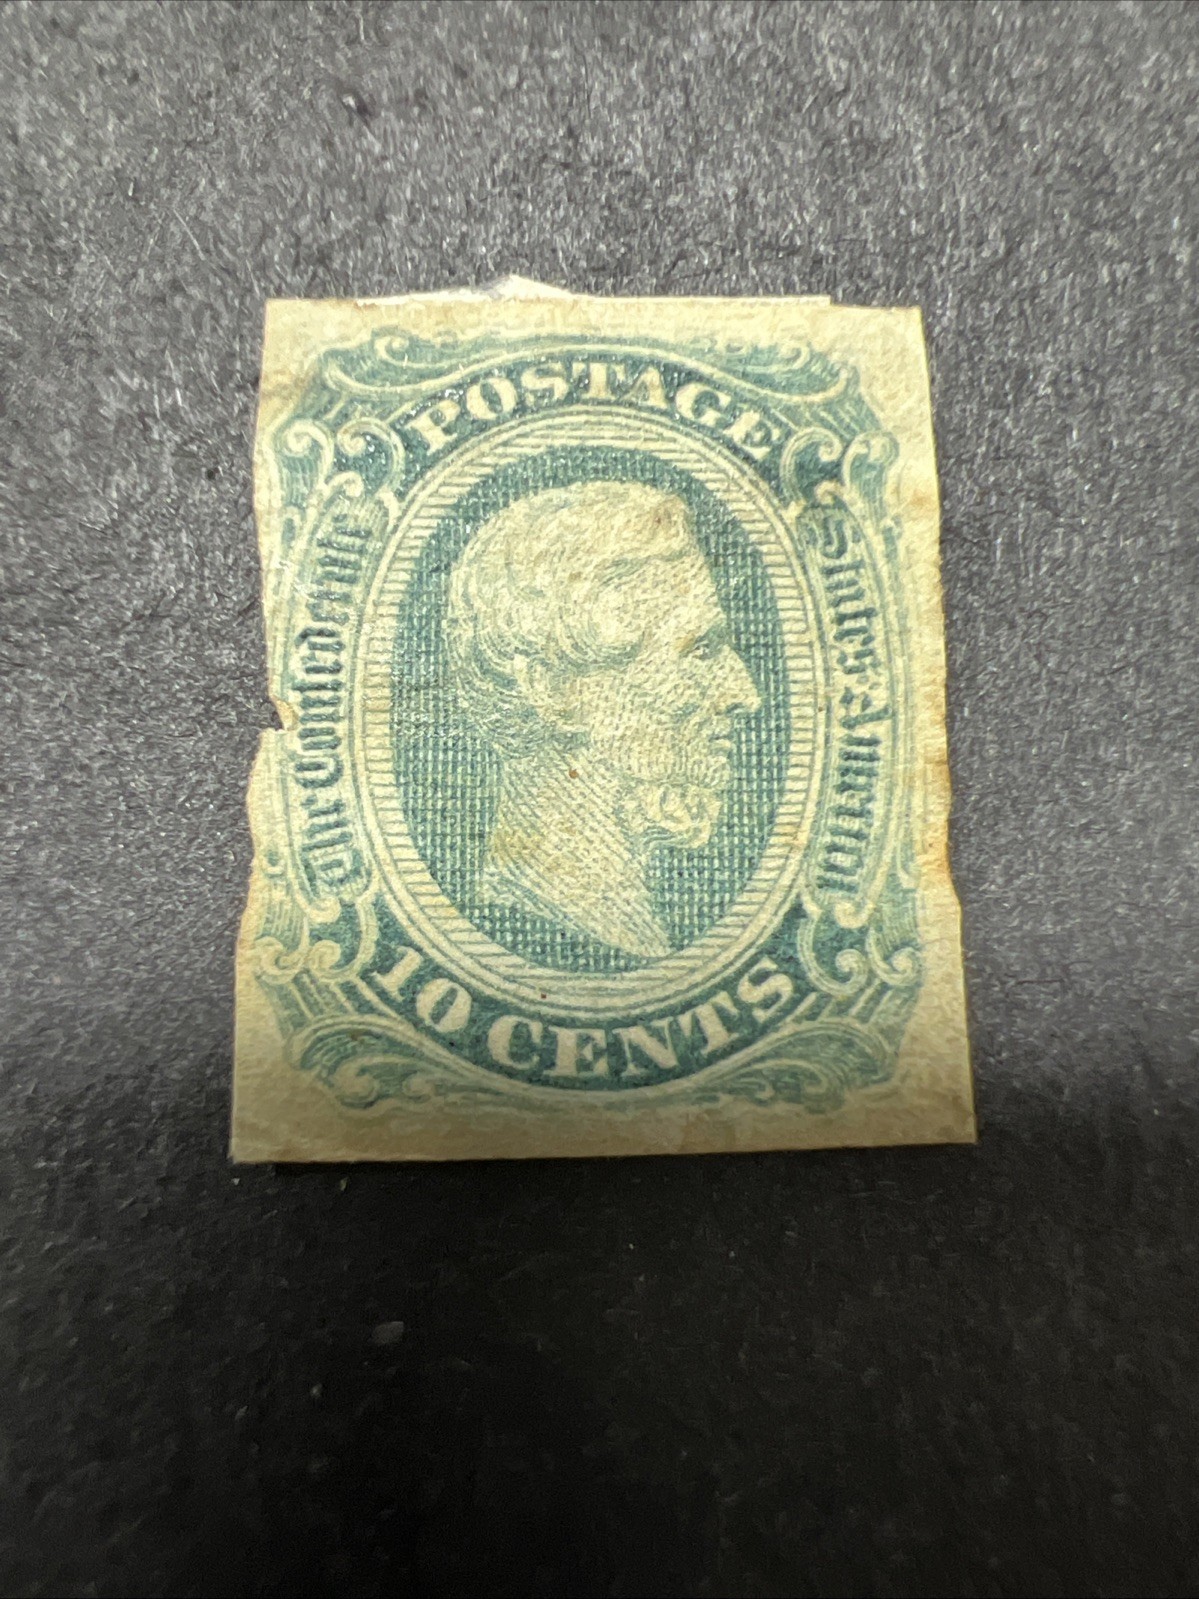 POSTAGE
The Confederate
States America
10 CENTS